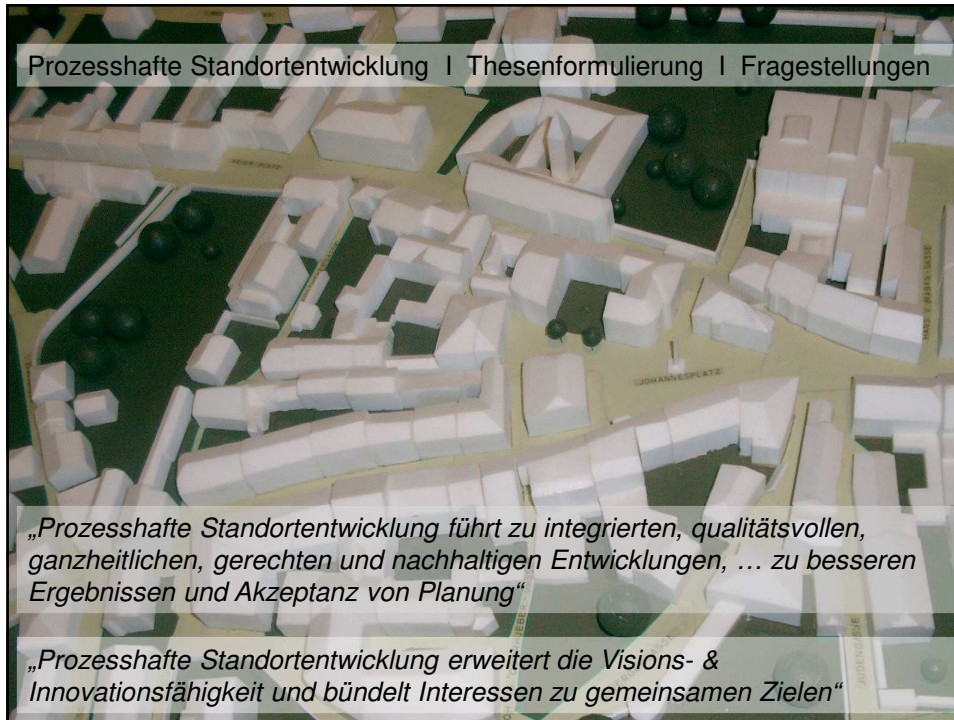 Prozesshafte Standortentwicklung I Thesenformulierung I Fragestellungen
JOHANNESPLATZ
„Prozesshafte Standortentwicklung führt zu integrierten, qualitätsvollen,
ganzheitlichen, gerechten und nachhaltigen Entwicklungen, … zu besseren
Ergebnissen und Akzeptanz von Planung“
„Prozesshafte Standortentwicklung erweitert die Visions- &
Innovationsfähigkeit und bündelt Interessen zu gemeinsamen Zielen“
JUDENGASSE